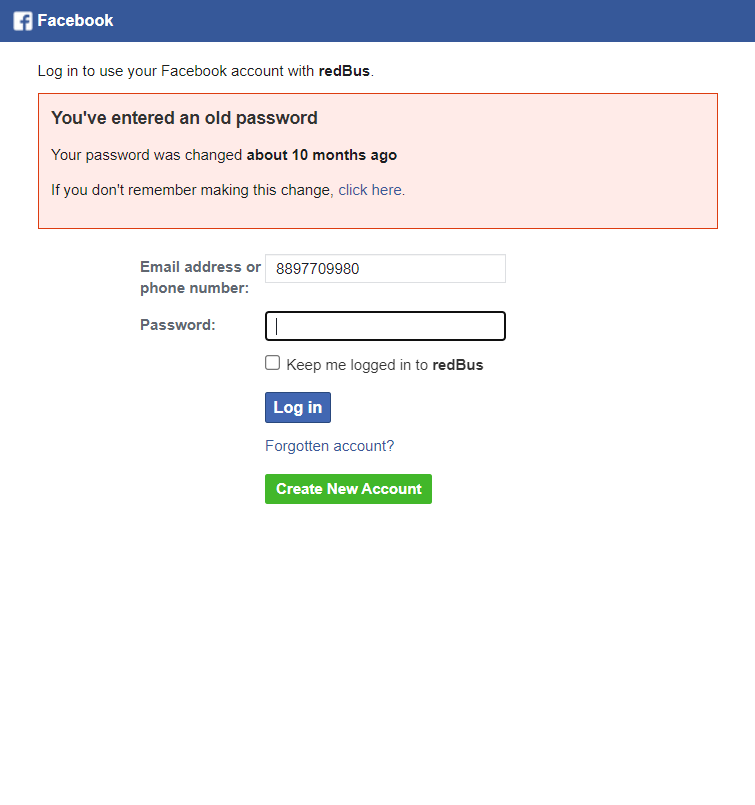 Facebook
Log in to use your Facebook account with redBus.
You've entered an old password
Your password was changed about 10 months ago
If you don't remember making this change, click here.
Email address or
phone number:
8897709980
Password:
Keep me logged in to redBus
Log in
Forgotten account?
Create New Account